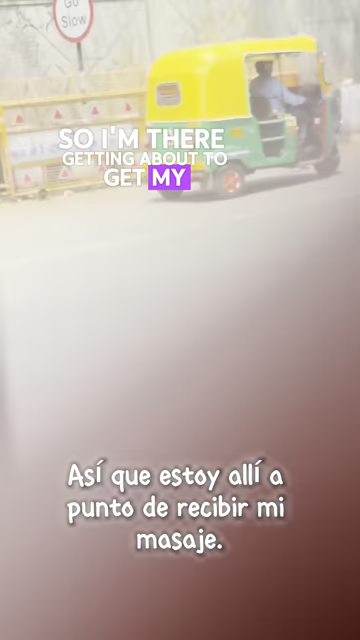 Go
Slow
SO I'M THERE
GETTING ABOUT TO
GET MY
Así que estoy allí a
punto de recibir mi
masaje.